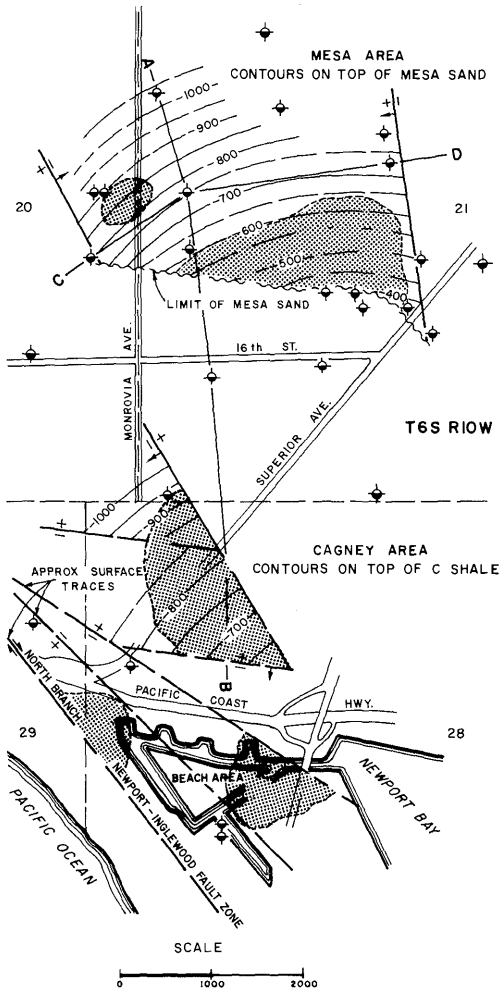 MESA AREA
CONTOURS ON TOP OF MESA SAND
A
-1000
-900
-800
D
-700
20
-600
21
-500
C
-400
LIMIT OF MESA SAND
MONROVIA AVE.
16th ST.
SUPERIOR AVE.
T6S R10W
-1000
-900
CAGNEY AREA
CONTOURS ON TOP OF C SHALE
APPROX SURFACE
TRACES
-800
-700
B
PACIFIC COAST HWY.
NORTH BRANCH
29
28
BEACH AREA
NEWPORT-INGLEWOOD FAULT ZONE
NEWPORT BAY
PACIFIC OCEAN
SCALE
0 1000 2000